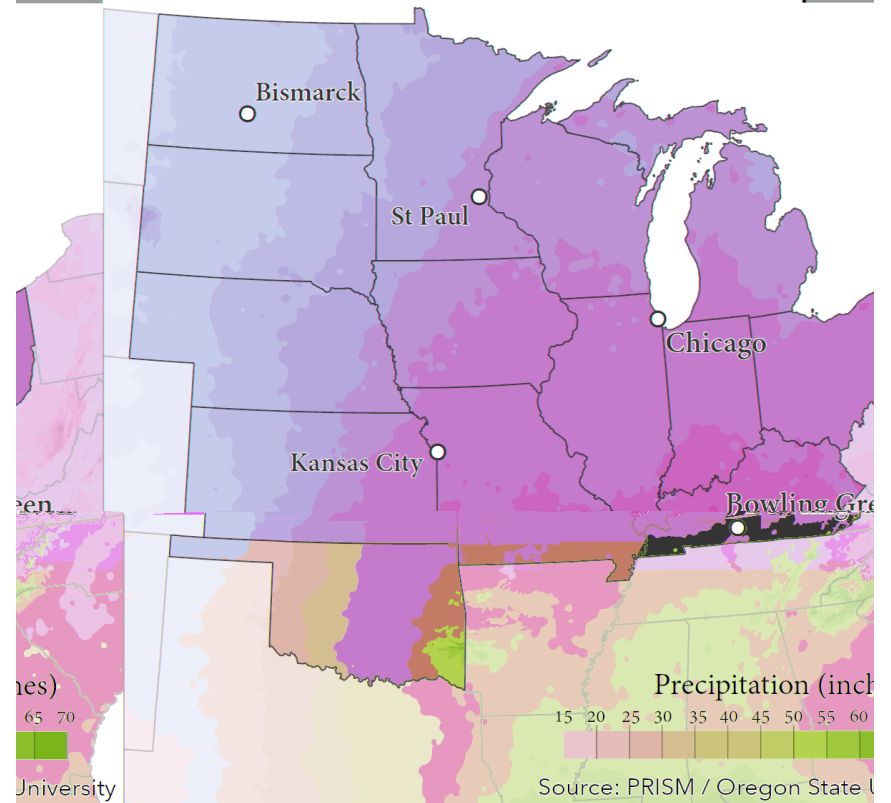 Bismarck
St Paul
Chicago
Kansas City
een
Bowling Gre
nes)
Precipitation (inch
65 70
15 20 25 30 35 40 45 50 55 60
University
Source: PRISM / Oregon State U